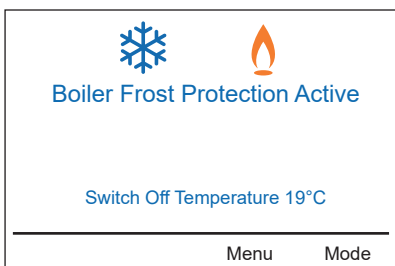 Boiler Frost Protection Active
Switch Off Temperature 19°C
Menu Mode